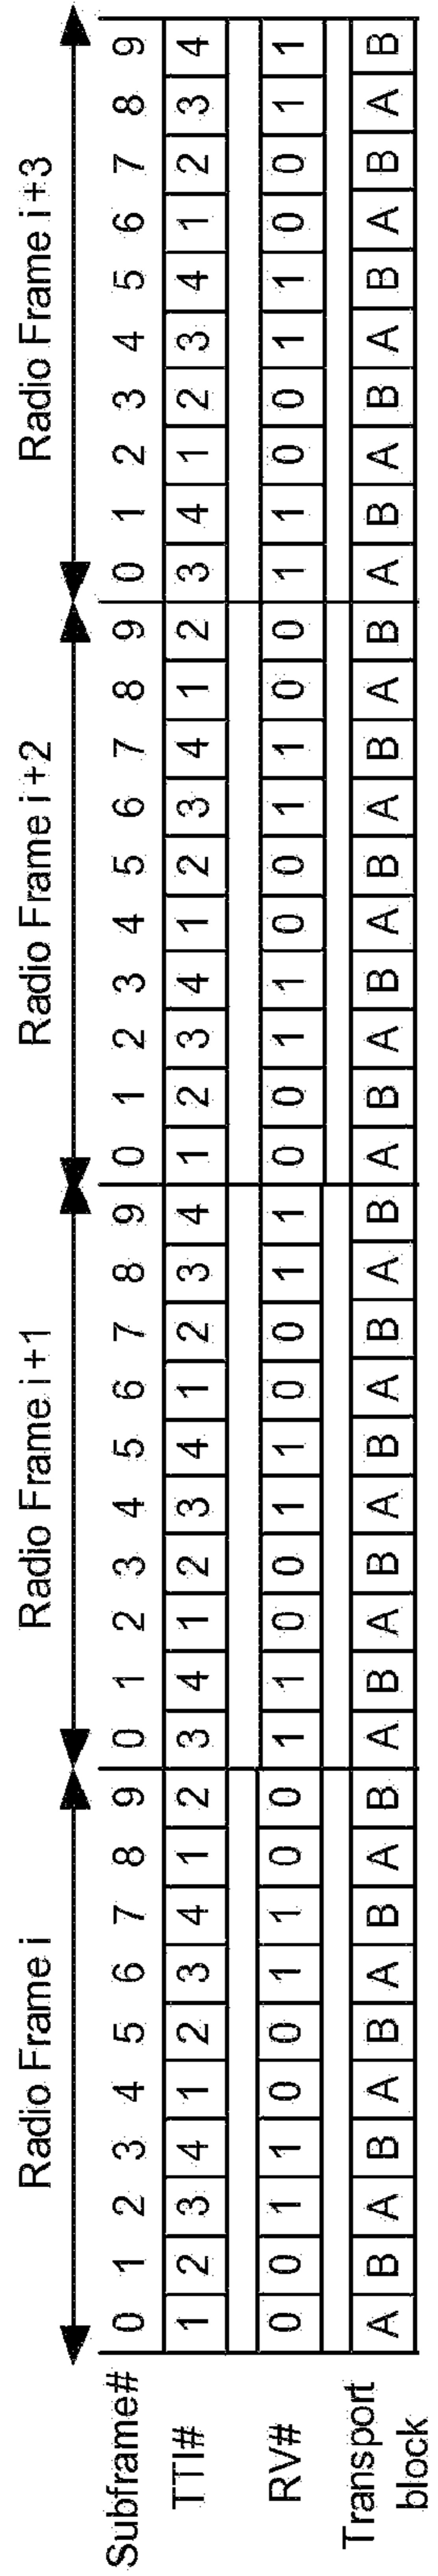 Radio Frame i Radio Frame i+1 Radio Frame i+2 Radio Frame i+3
Subframe# 0 1 2 3 4 5 6 7 8 9 0 1 2 3 4 5 6 7 8 9 0 1 2 3 4 5 6 7 8 9 0 1 2 3 4 5 6 7 8 9
TTI# 1 2 3 4 1 2 3 4 1 2 3 4 1 2 3 4 1 2 3 4 1 2 3 4 1 2 3 4 1 2 3 4 1 2 3 4 1 2 3 4
RV# 0 0 1 1 0 0 1 1 0 0 1 1 0 0 1 1 0 0 1 1 0 0 1 1 0 0 1 1 0 0 1 1 0 0 1 1 0 0 1 1
Transport
block A B A B A B A B A B A B A B A B A B A B A B A B A B A B A B A B A B A B A B A B